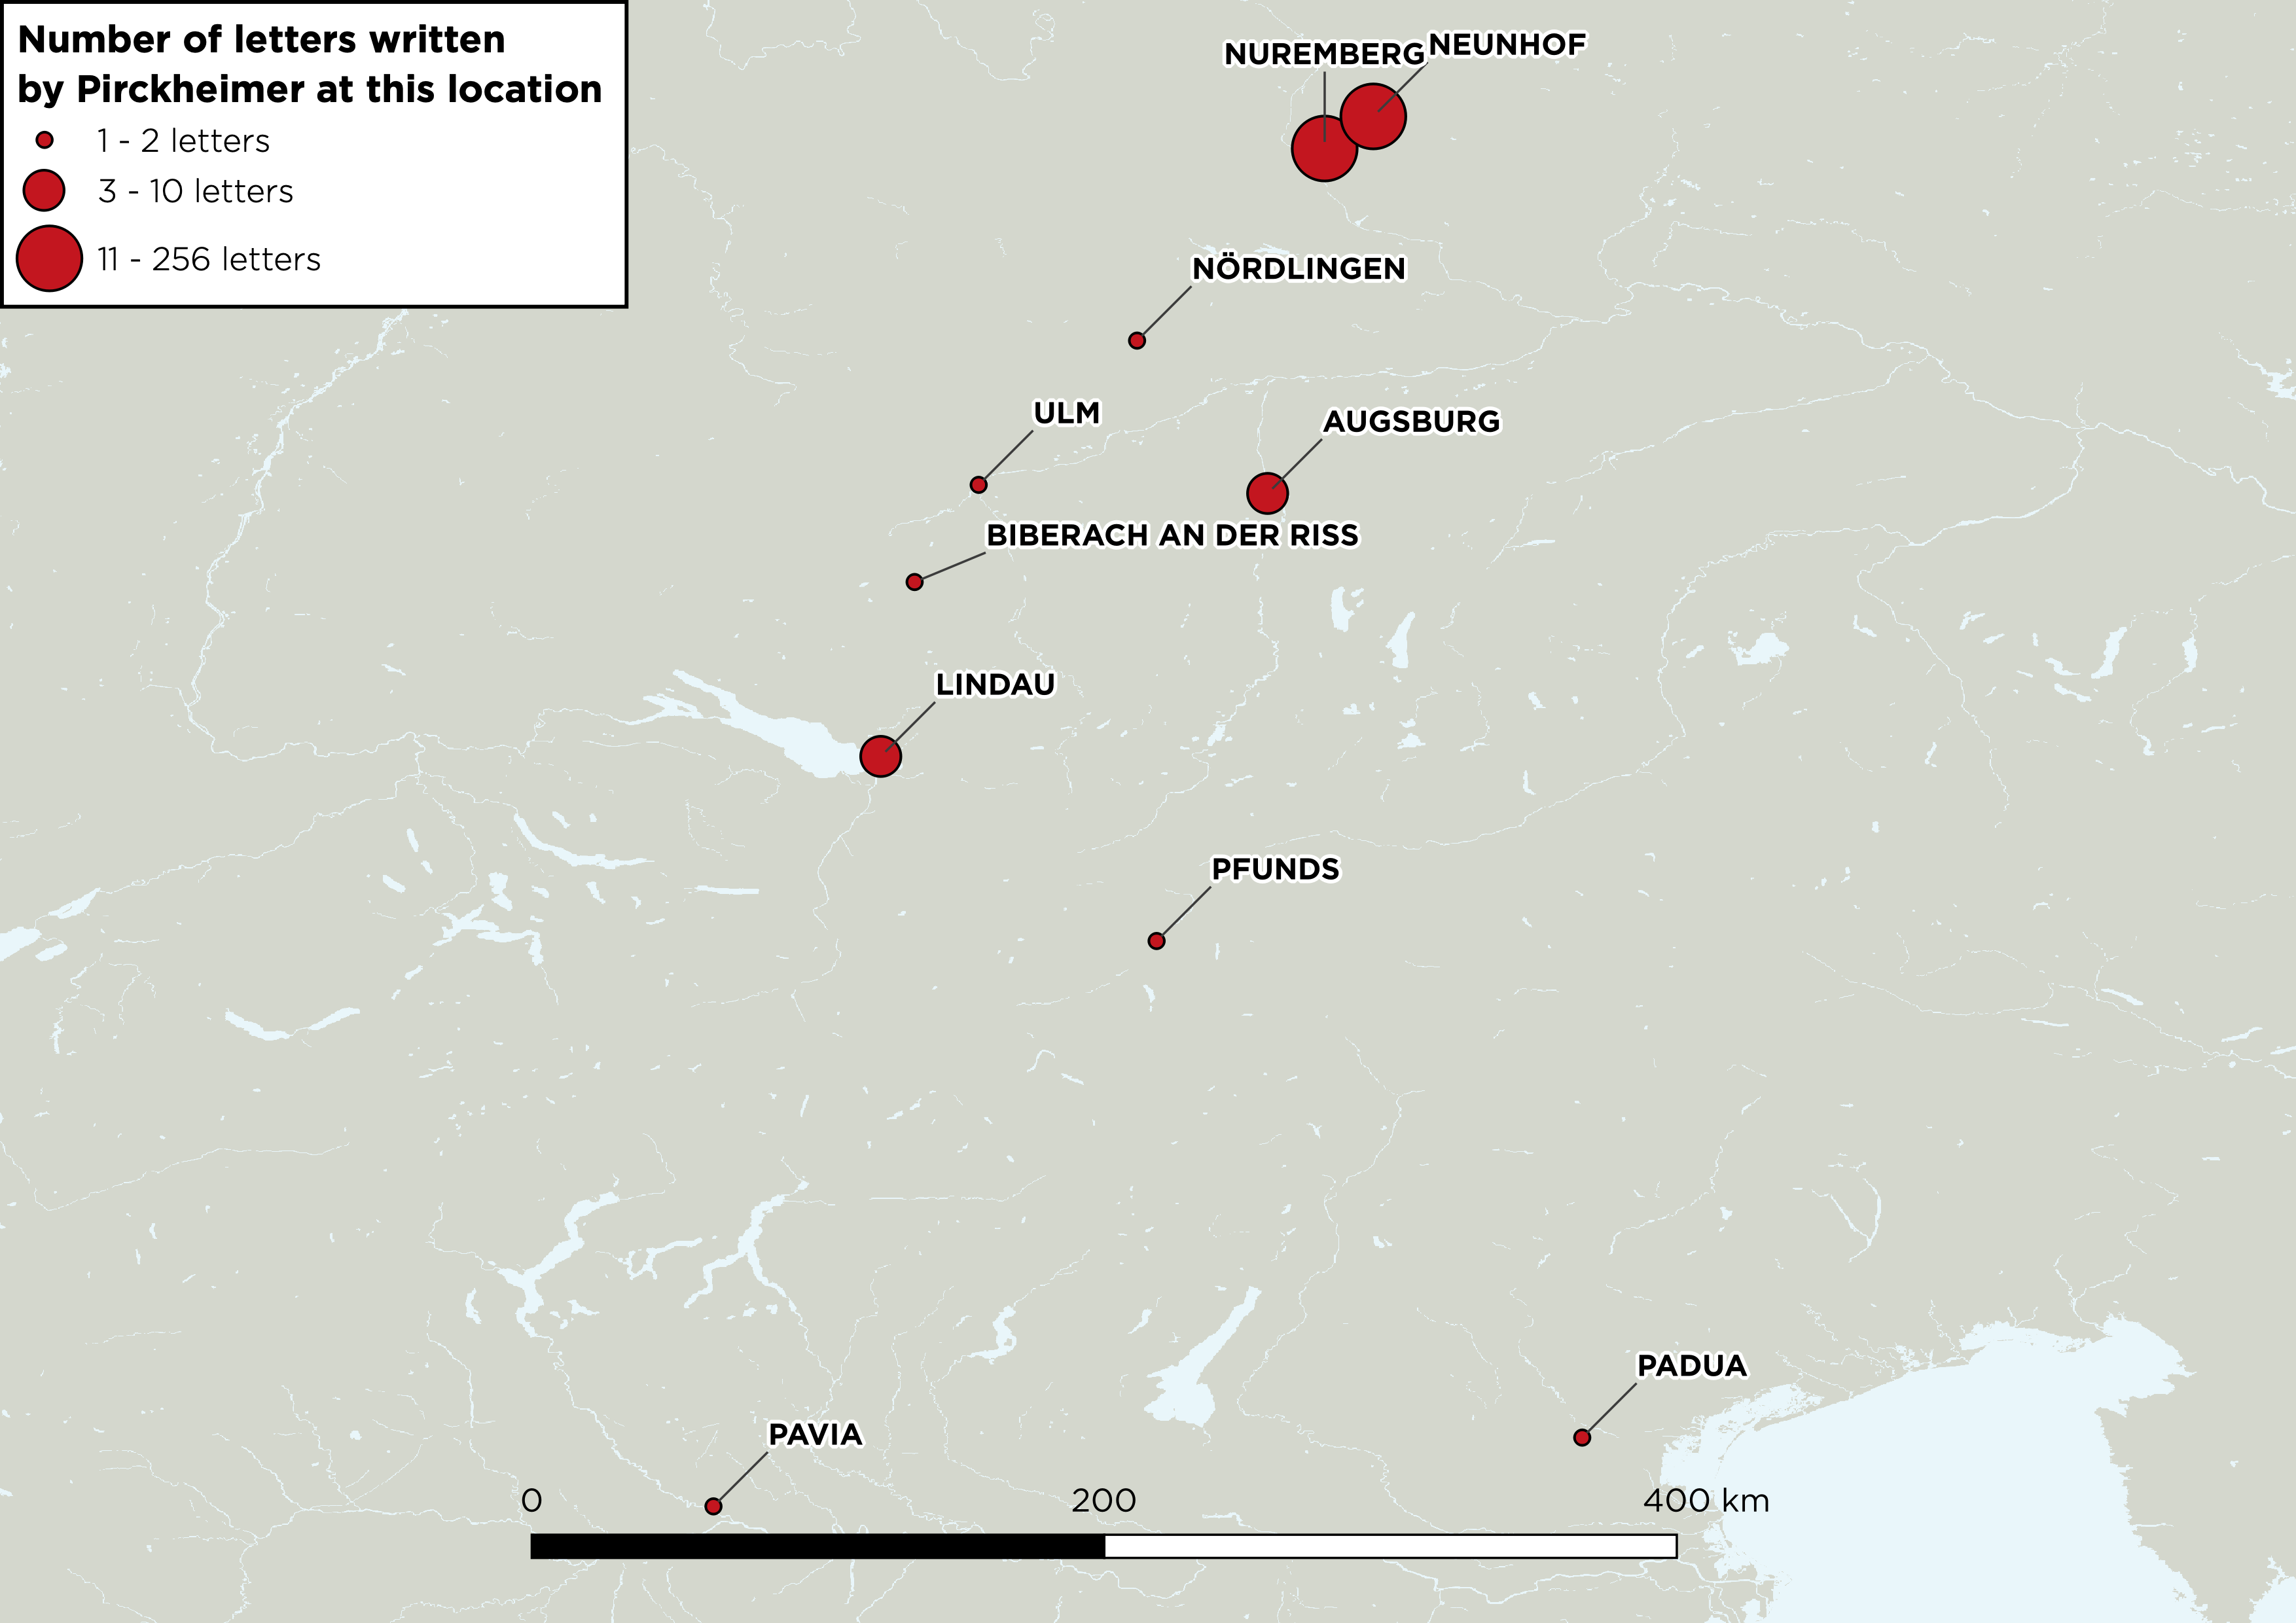 Number of letters written
by Pirckheimer at this location
1 - 2 letters
3 - 10 letters
11 - 256 letters
NUREMBERG
NEUNHOF
NÖRDLINGEN
ULM
AUGSBURG
BIBERACH AN DER RISS
LINDAU
PFUNDS
PADUA
PAVIA
0 200 400 km